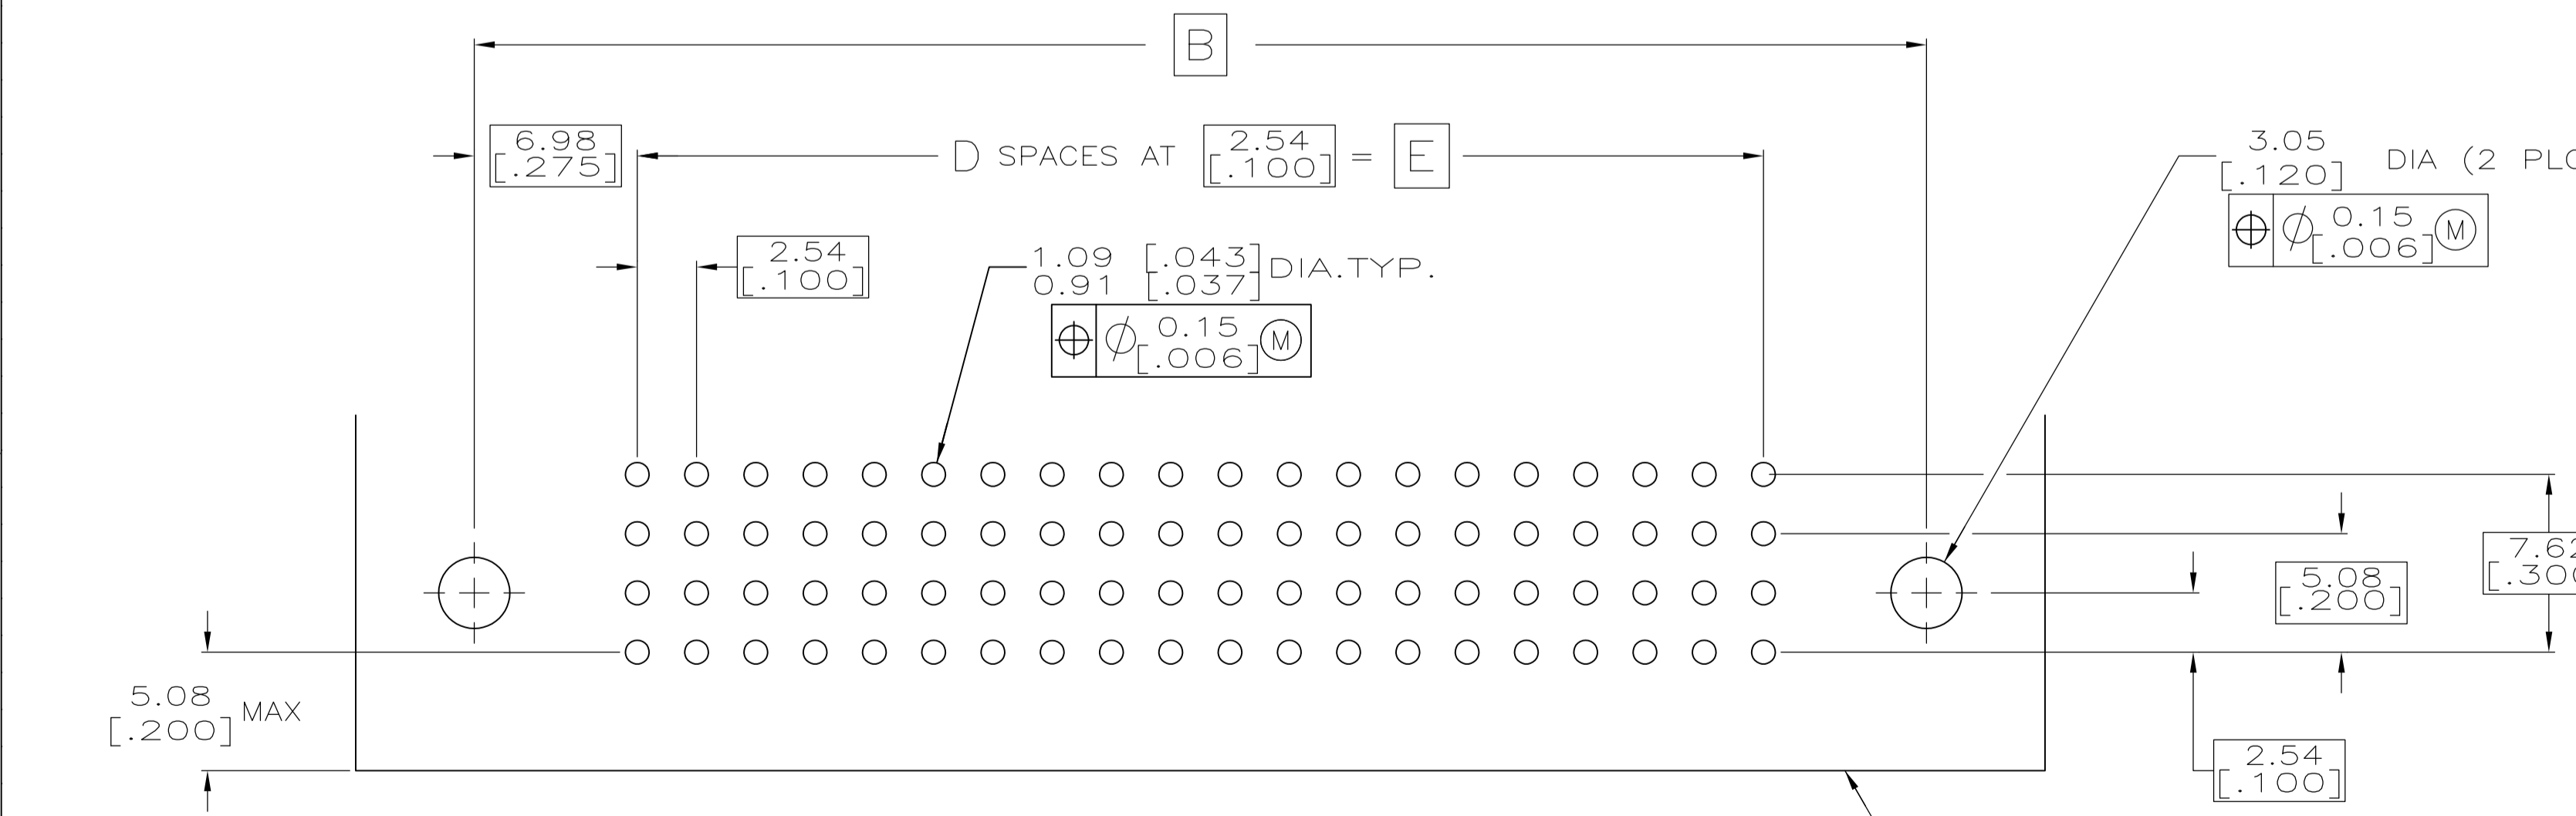 B
6.98
[.275]
D SPACES AT 2.54 = E
[.100]
3.05 DIA (2
[.120]
⌖ ∅ 0.15 Ⓜ
[.006]
2.54
[.100]
1.09 [.043] DIA.TYP.
0.91 [.037]
⌖ ∅ 0.15 Ⓜ
[.006]
5.08
[.200]
5.08 MAX
[.200]
2.54
[.100]